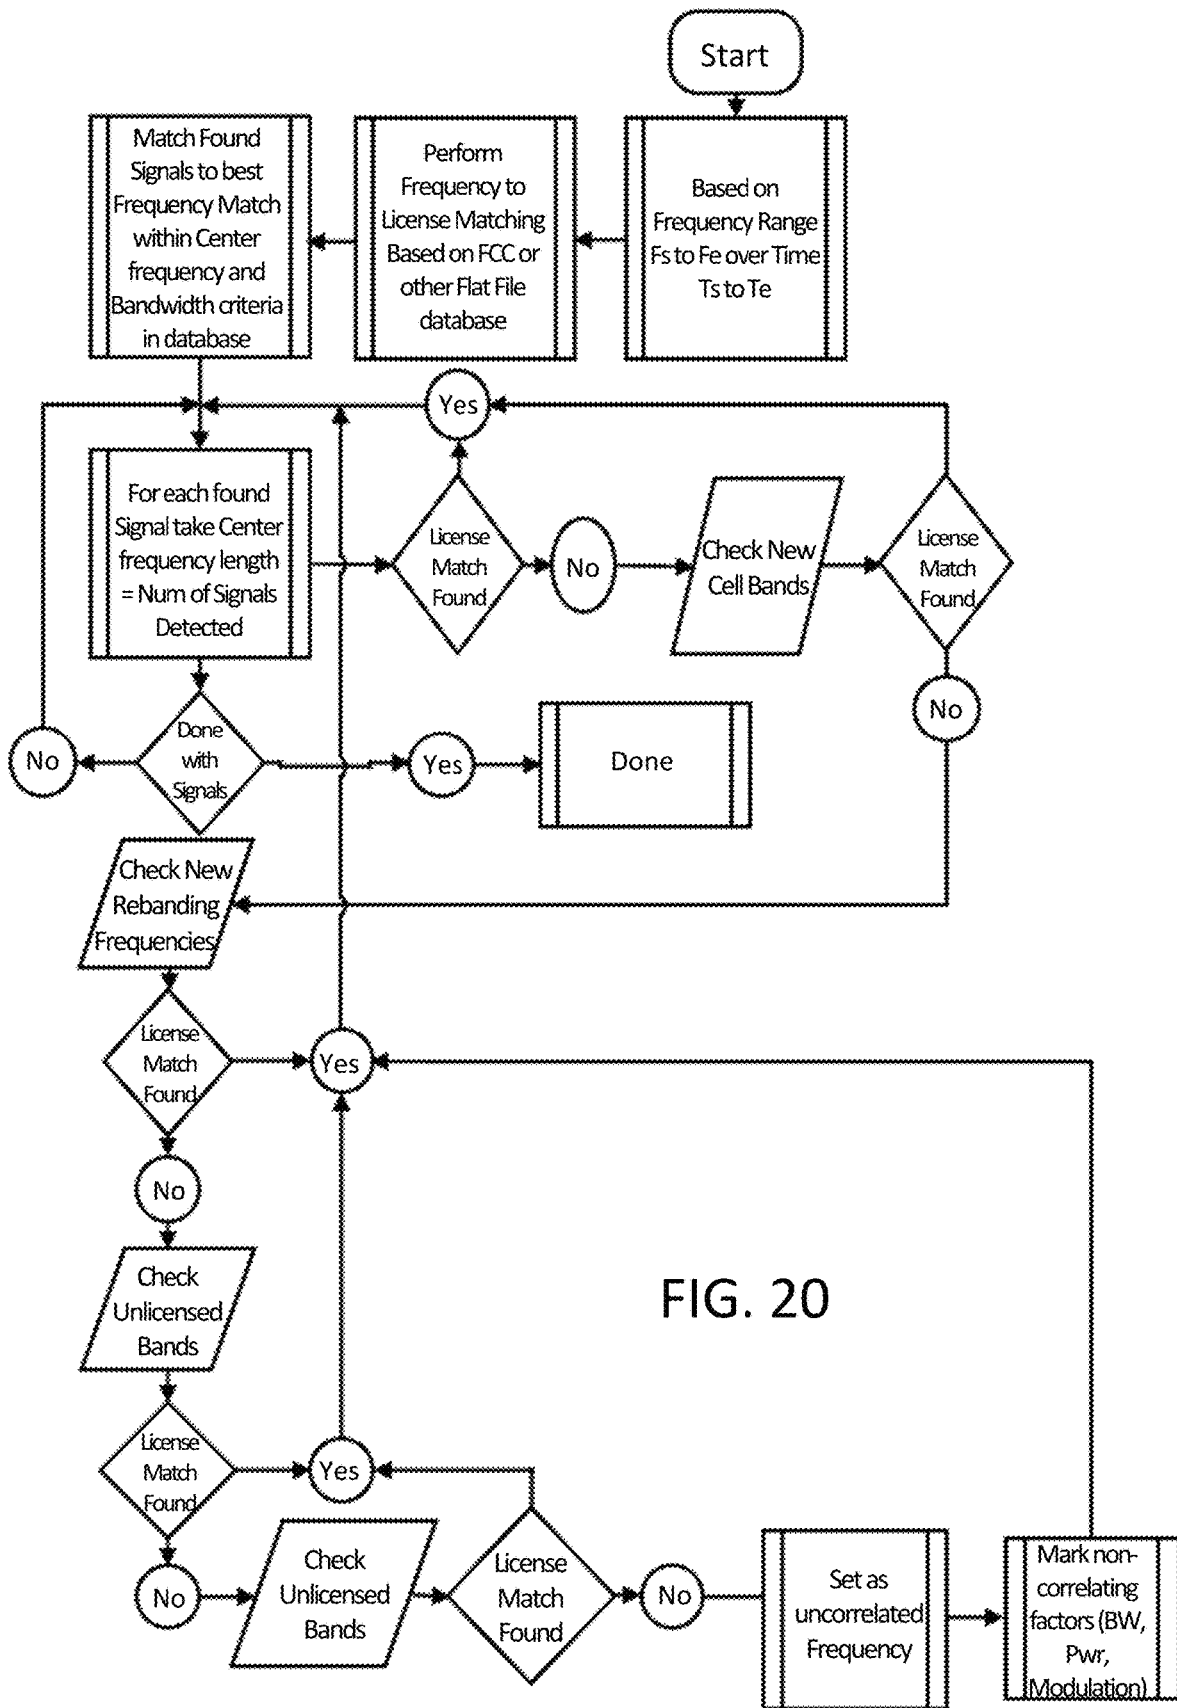 Start
Match Found
Signals to best
Frequency Match
within Center
frequency and
Bandwidth criteria
in database
Perform
Frequency to
License Matching
Based on FCC or
other Flat File
database
Based on
Frequency Range
Fs to Fe over Time
Ts to Te
Yes
For each found
Signal take Center
frequency length
= Num of Signals
Detected
License
Match
Found
No
Check New
Cell Bands
License
Match
Found
No
No
Done
with
Signals
Yes
Done
Check New
Rebanding
Frequencies
License
Match
Found
Yes
No
Check
Unlicensed
Bands
FIG. 20
License
Match
Found
Yes
No
Check
Unlicensed
Bands
License
Match
Found
No
Set as
uncorrelated
Frequency
Mark non-
correlating
factors (BW,
Pwr,
Modulation)